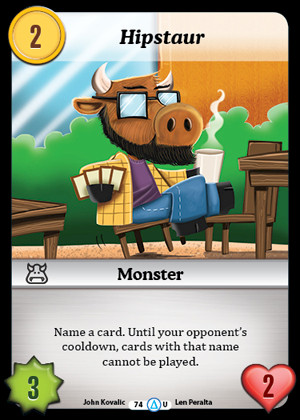 2
Hipstaur
Monster
Name a card. Until your opponent's
cooldown, cards with that name
cannot be played.
3
2
John Kovalic 74 A U Len Peralta